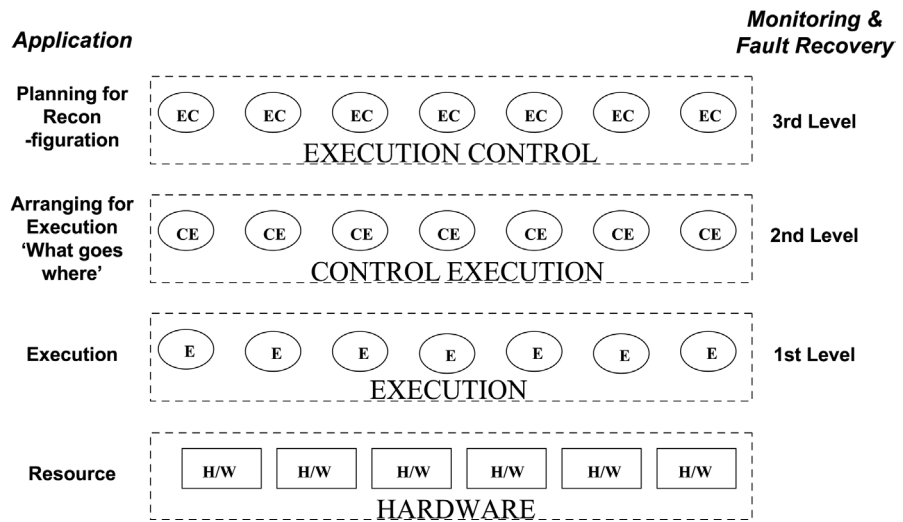 Application
Monitoring &
Fault Recovery
Planning for
Recon
-figuration
EC EC EC EC EC EC EC
EXECUTION CONTROL
3rd Level
Arranging for
Execution
‘What goes
where’
CE CE CE CE CE CE CE
CONTROL EXECUTION
2nd Level
Execution
E E E E E E E
EXECUTION
1st Level
Resource
H/W H/W H/W H/W H/W H/W
HARDWARE